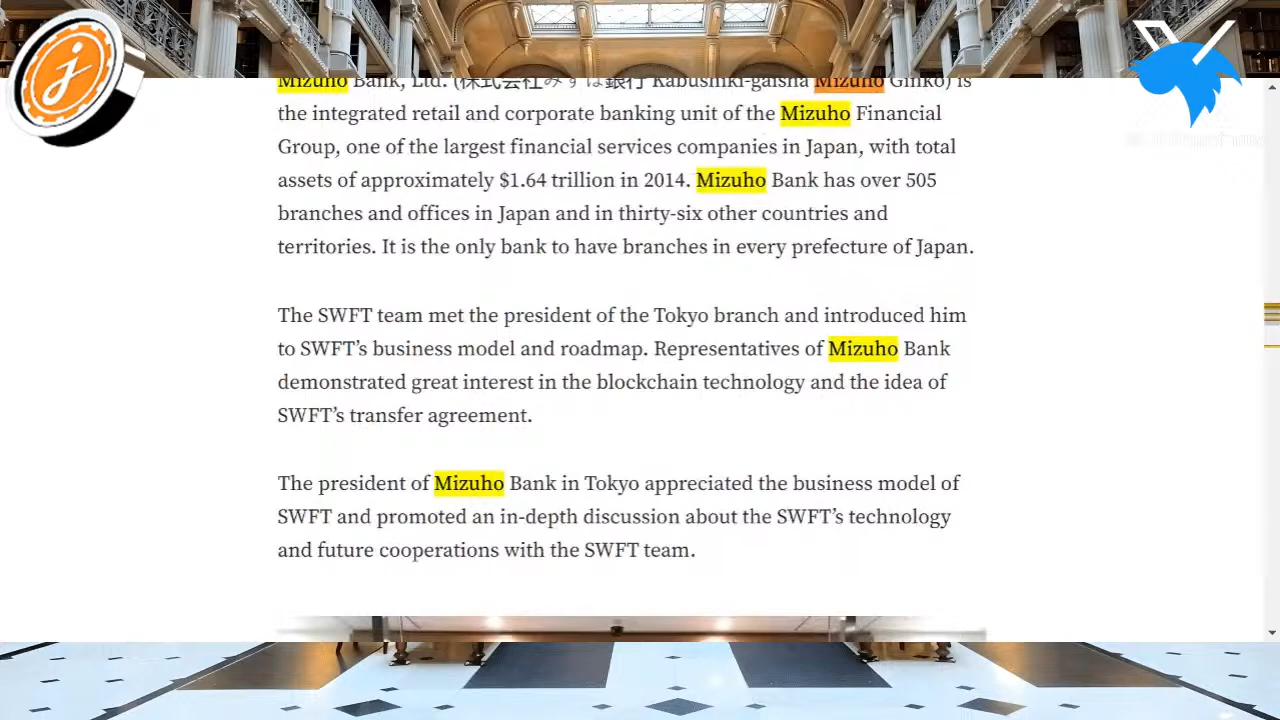 Mizuho Bank, Ltd. (株式会社みずほ銀行 Kabushiki-gaisha Mizuho Ginkō) is
the integrated retail and corporate banking unit of the Mizuho Financial
Group, one of the largest financial services companies in Japan, with total
assets of approximately $1.64 trillion in 2014. Mizuho Bank has over 505
branches and offices in Japan and in thirty-six other countries and
territories. It is the only bank to have branches in every prefecture of Japan.
The SWFT team met the president of the Tokyo branch and introduced him
to SWFT’s business model and roadmap. Representatives of Mizuho Bank
demonstrated great interest in the blockchain technology and the idea of
SWFT’s transfer agreement.
The president of Mizuho Bank in Tokyo appreciated the business model of
SWFT and promoted an in-depth discussion about the SWFT’s technology
and future cooperations with the SWFT team.